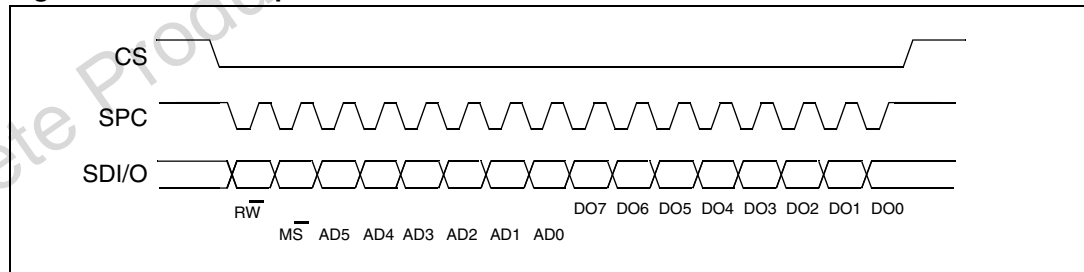 CS
SPC
SDI/O
RW̅ DO7 DO6 DO5 DO4 DO3 DO2 DO1 DO0
MS̅ AD5 AD4 AD3 AD2 AD1 AD0